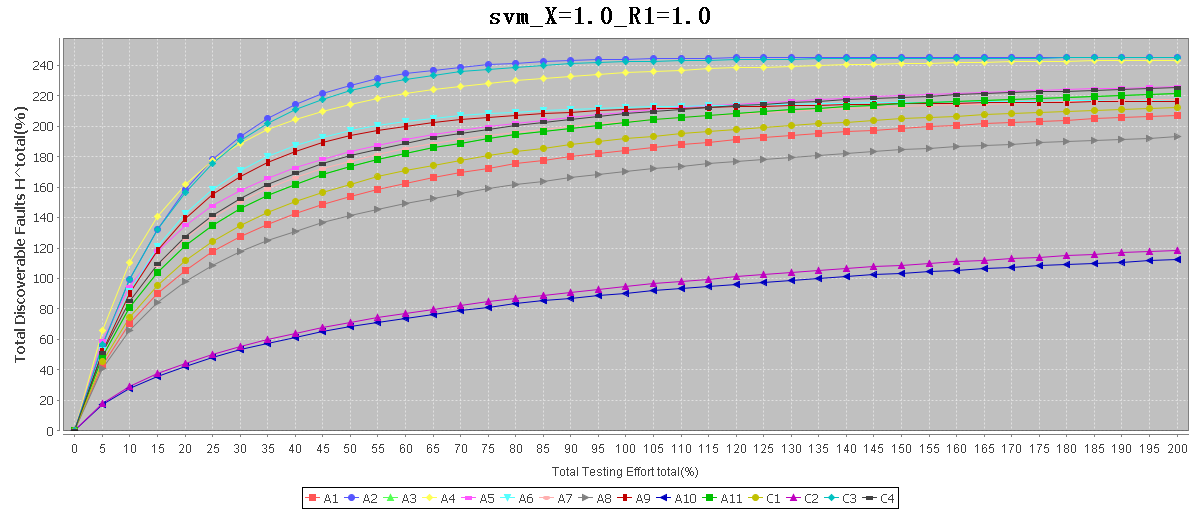 svm_X=1.0_R1=1.0
Total Discoverable Faults H^total(%)
240
220
200
180
160
140
120
100
80
60
40
20
0
0 5 10 15 20 25 30 35 40 45 50 55 60 65 70 75 80 85 90 95 100 105 110 115 120 125 130 135 140 145 150 155 160 165 170 175 180 185 190 195 200
Total Testing Effort total(%)
A1 A2 A3 A4 A5 A6 A7 A8 A9 A10 A11 C1 C2 C3 C4